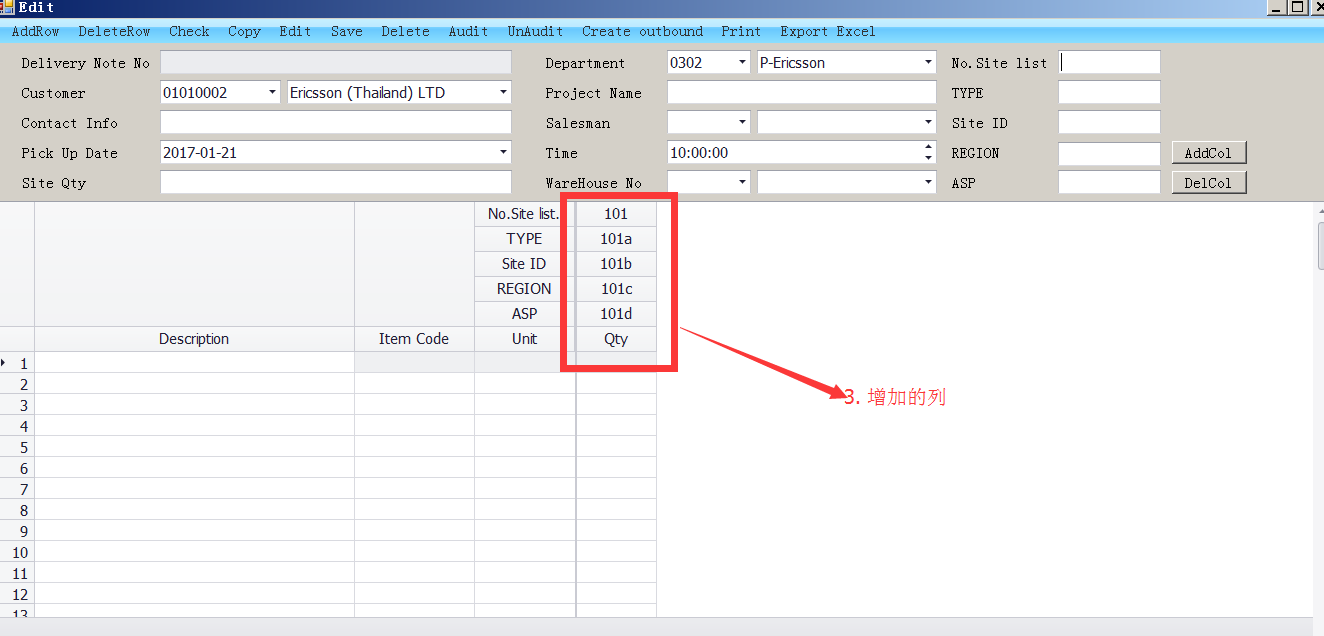 Edit
AddRow DeleteRow Check Copy Edit Save Delete Audit UnAudit Create outbound Print Export Excel
Delivery Note No Department 0302 P-Ericsson No.Site list
Customer 01010002 Ericsson (Thailand) LTD Project Name TYPE
Contact Info Salesman Site ID
Pick Up Date 2017-01-21 Time 10:00:00 REGION AddCol
Site Qty WareHouse No ASP DelCol
No.Site list. 101
TYPE 101a
Site ID 101b
REGION 101c
ASP 101d
Description Item Code Unit Qty
1
2
3
3. 增加的列
4
5
6
7
8
9
10
11
12
13